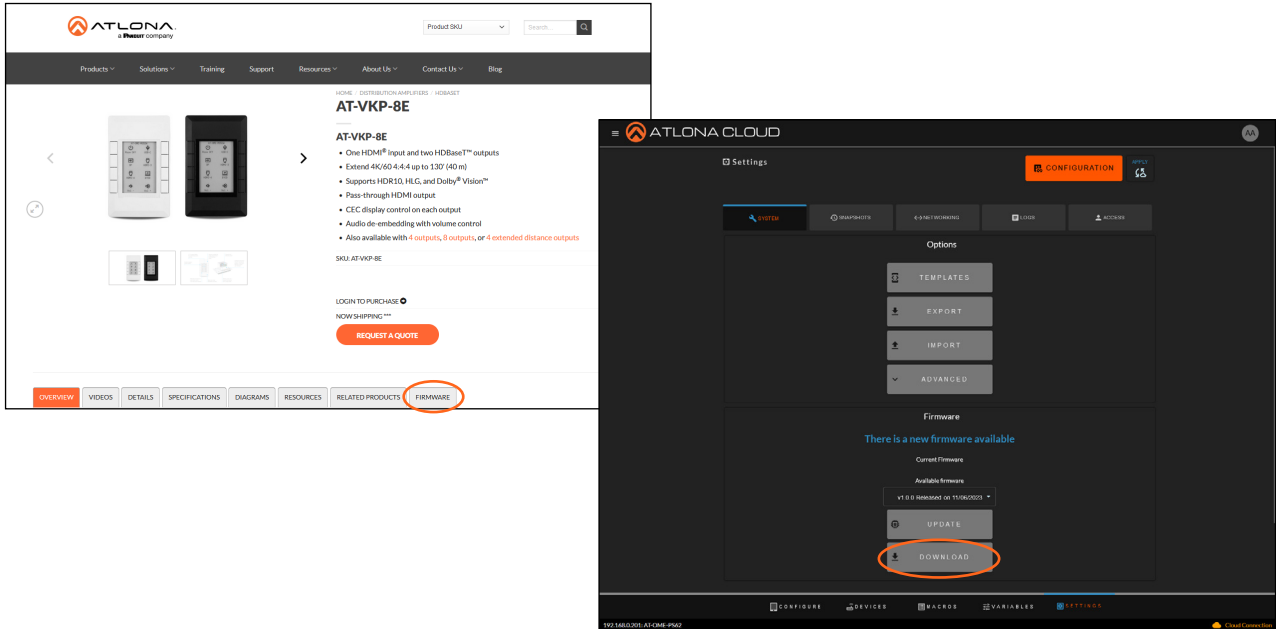 ATLONA.
a PANDUIT company
Product SKU
Search...
Products Solutions Training Support Resources About Us Contact Us Blog
HOME / DISTRIBUTION AMPLIFIERS / HDBASET
AT-VKP-8E
AT-VKP-8E
• One HDMI® input and two HDBaseT™ outputs
• Extend 4K/60 4:4:4 up to 130' (40 m)
• Supports HDR10, HLG, and Dolby® Vision™
• Pass-through HDMI output
• CEC display control on each output
• Audio de-embedding with volume control
• Also available with 4 outputs, 8 outputs, or 4 extended distance outputs
SKU: AT-VKP-8E
LOGIN TO PURCHASE
NOW SHIPPING ***
REQUEST A QUOTE
OVERVIEW VIDEOS DETAILS SPECIFICATIONS DIAGRAMS RESOURCES RELATED PRODUCTS FIRMWARE
ATLONA CLOUD
AA
Settings
CONFIGURATION
APPLY
SYSTEM SNAPSHOTS NETWORKING LOGS ACCESS
Options
TEMPLATES
EXPORT
IMPORT
ADVANCED
Firmware
There is a new firmware available
Current Firmware
Available firmware
v1.0.0 Released on 11/06/2023
UPDATE
DOWNLOAD
CONFIGURE DEVICES MACROS VARIABLES SETTINGS
192.168.0.201: AT-OME-PS62
Cloud Connection